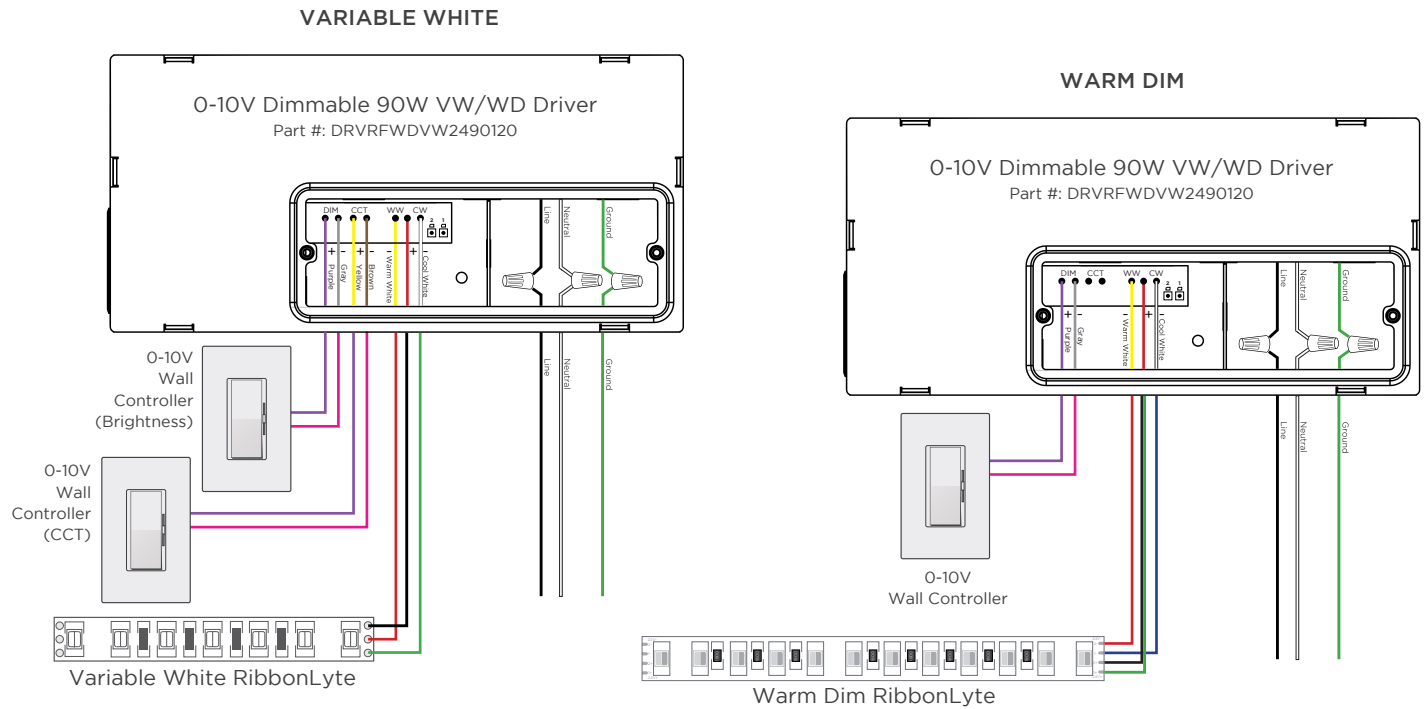 VARIABLE WHITE
0-10V Dimmable 90W VW/WD Driver
Part #: DRVRFWDVW2490120
DIM CCT WW CW
2 1
+ − + − − + −
Purple
Gray
Yellow
Brown
Warm White
Cool White
Line
Neutral
Ground
Line
Neutral
Ground
0-10V
Wall
Controller
(Brightness)
0-10V
Wall
Controller
(CCT)
Variable White RibbonLyte
WARM DIM
0-10V Dimmable 90W VW/WD Driver
Part #: DRVRFWDVW2490120
DIM CCT WW CW
2 1
+ − − + −
Purple
Gray
Warm White
Cool White
Line
Neutral
Ground
Line
Neutral
Ground
0-10V
Wall Controller
Warm Dim RibbonLyte